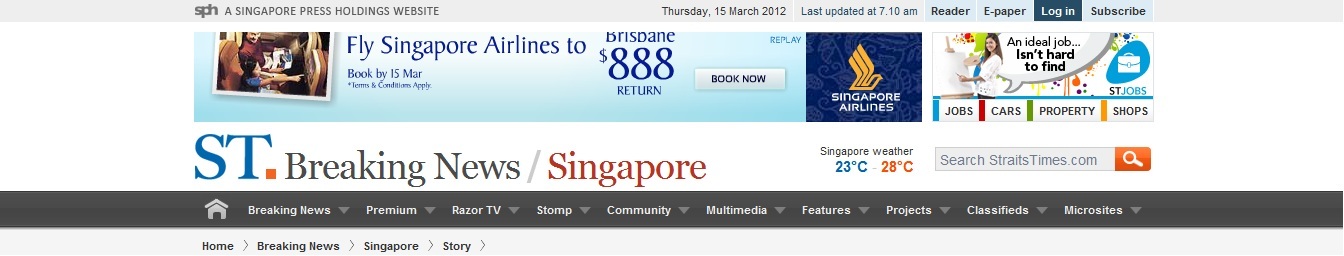 sph A SINGAPORE PRESS HOLDINGS WEBSITE
Thursday, 15 March 2012 Last updated at 7.10 am Reader E-paper Log in Subscribe
Fly Singapore Airlines to Brisbane
$888
RETURN
Book by 15 Mar
*Terms & Conditions Apply.
REPLAY
BOOK NOW
SINGAPORE
AIRLINES
An ideal job...
Isn't hard
to find
STJOBS
JOBS CARS PROPERTY SHOPS
ST. Breaking News / Singapore
Singapore weather
23°C - 28°C
Search StraitsTimes.com
Breaking News Premium Razor TV Stomp Community Multimedia Features Projects Classifieds Microsites
Home Breaking News Singapore Story